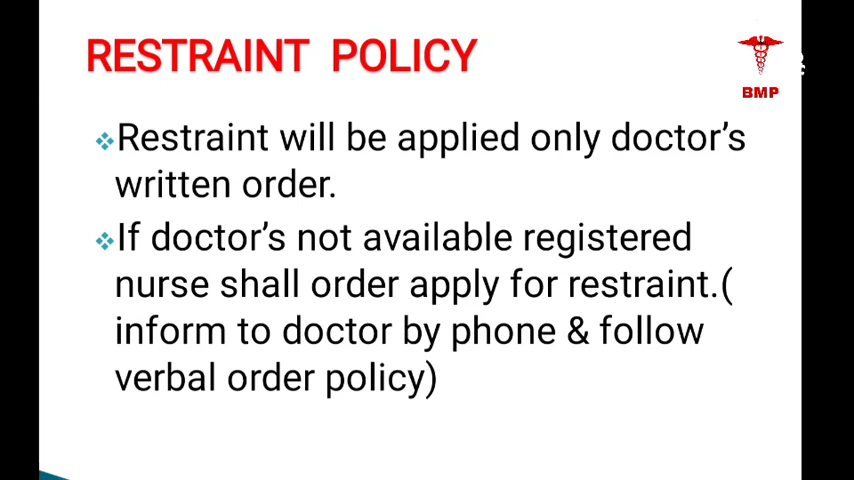 RESTRAINT POLICY
BMP
Restraint will be applied only doctor's
written order.
If doctor's not available registered
nurse shall order apply for restraint.(
inform to doctor by phone & follow
verbal order policy)